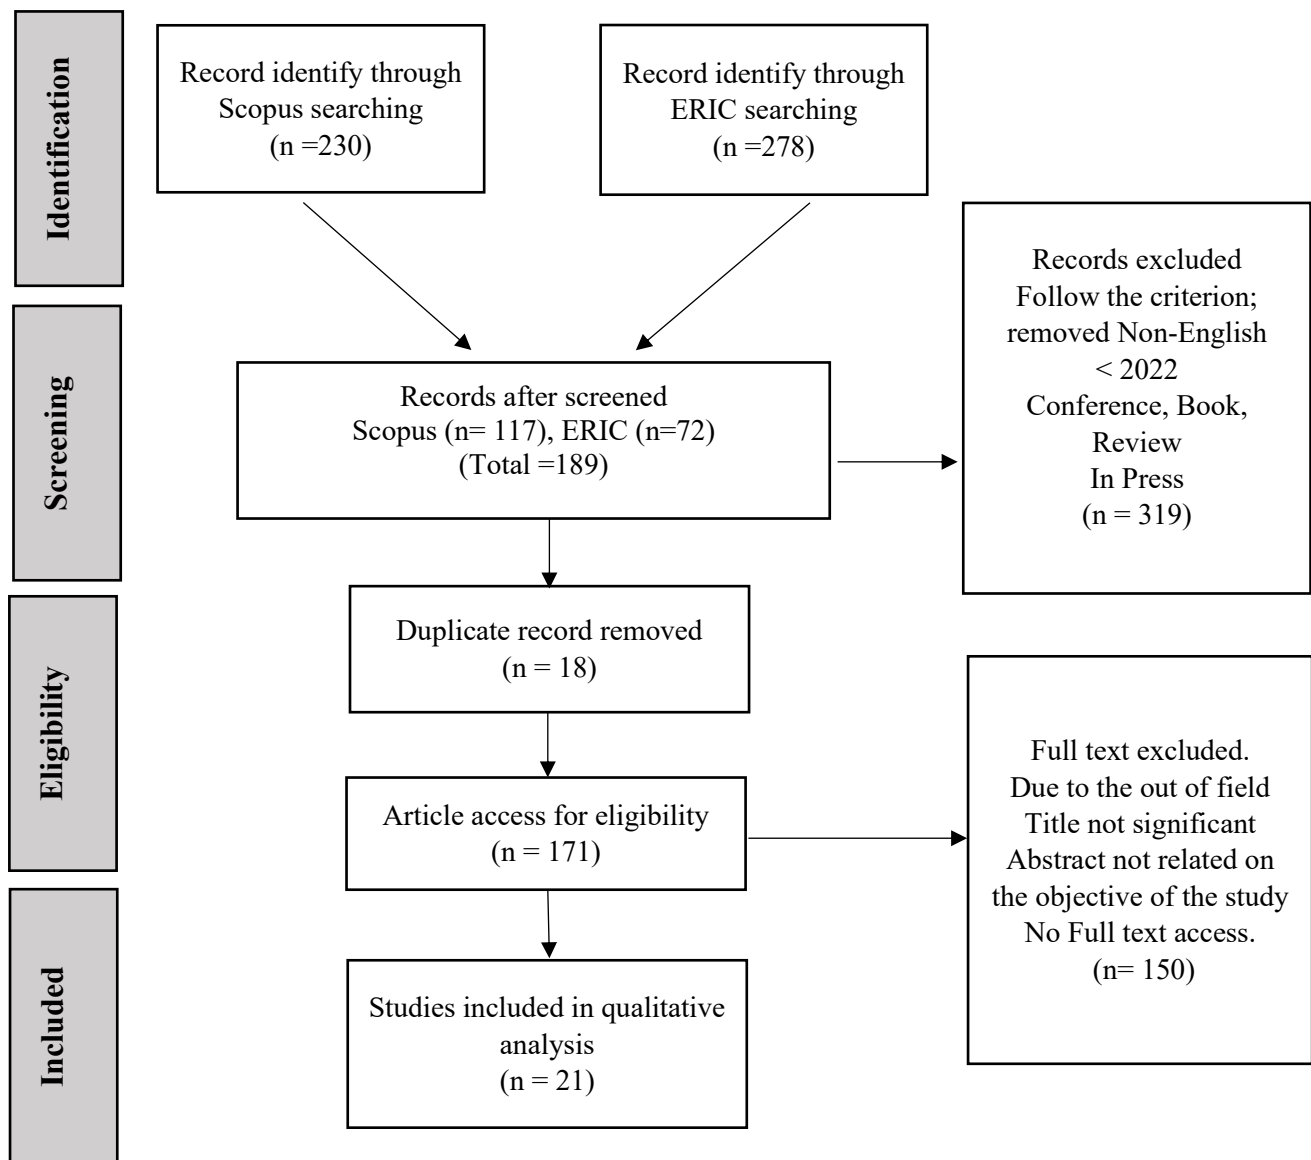 Identification
Record identify through
Scopus searching
(n =230)
Record identify through
ERIC searching
(n =278)
Records excluded
Follow the criterion;
removed Non-English
< 2022
Conference, Book,
Review
In Press
(n = 319)
Screening
Records after screened
Scopus (n= 117), ERIC (n=72)
(Total =189)
Eligibility
Duplicate record removed
(n = 18)
Article access for eligibility
(n = 171)
Full text excluded.
Due to the out of field
Title not significant
Abstract not related on
the objective of the study
No Full text access.
(n= 150)
Included
Studies included in qualitative
analysis
(n = 21)